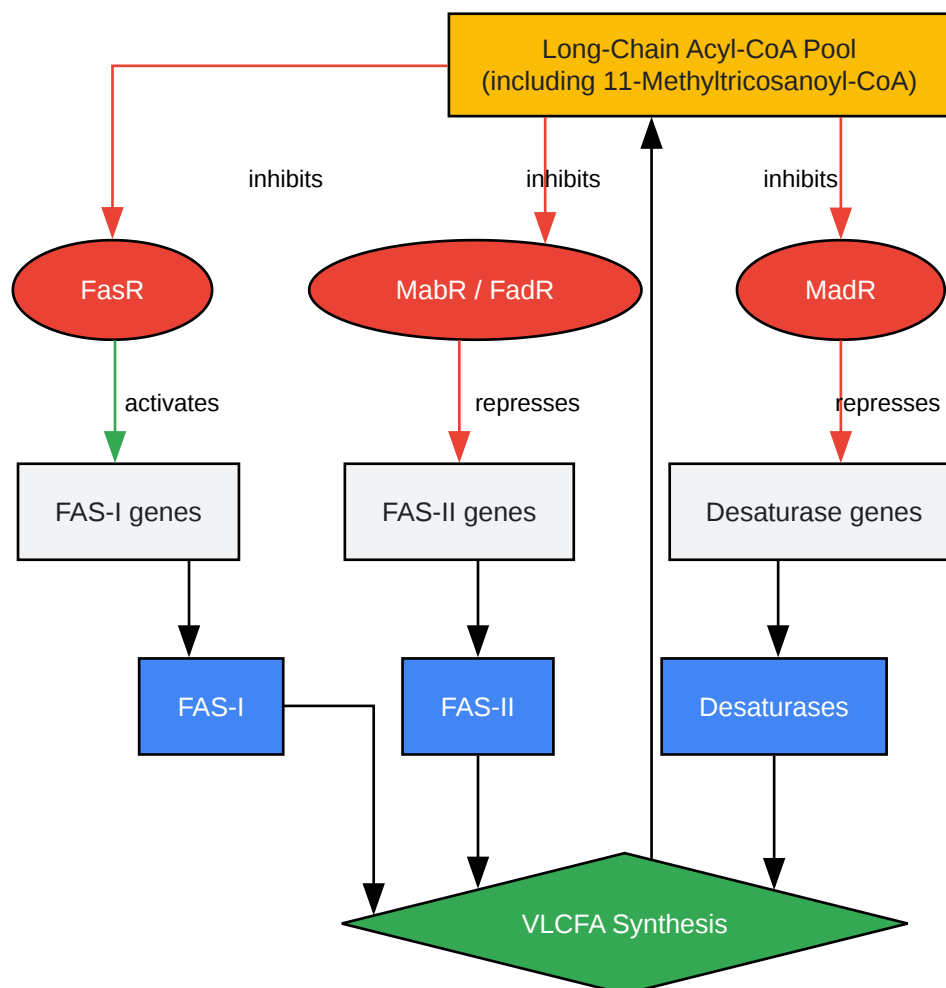 Long-Chain Acyl-CoA Pool
(including 11-Methyltricosanoyl-CoA)
inhibits
inhibits
inhibits
FasR
MabR / FadR
MadR
activates
represses
represses
FAS-I genes
FAS-II genes
Desaturase genes
FAS-I
FAS-II
Desaturases
VLCFA Synthesis